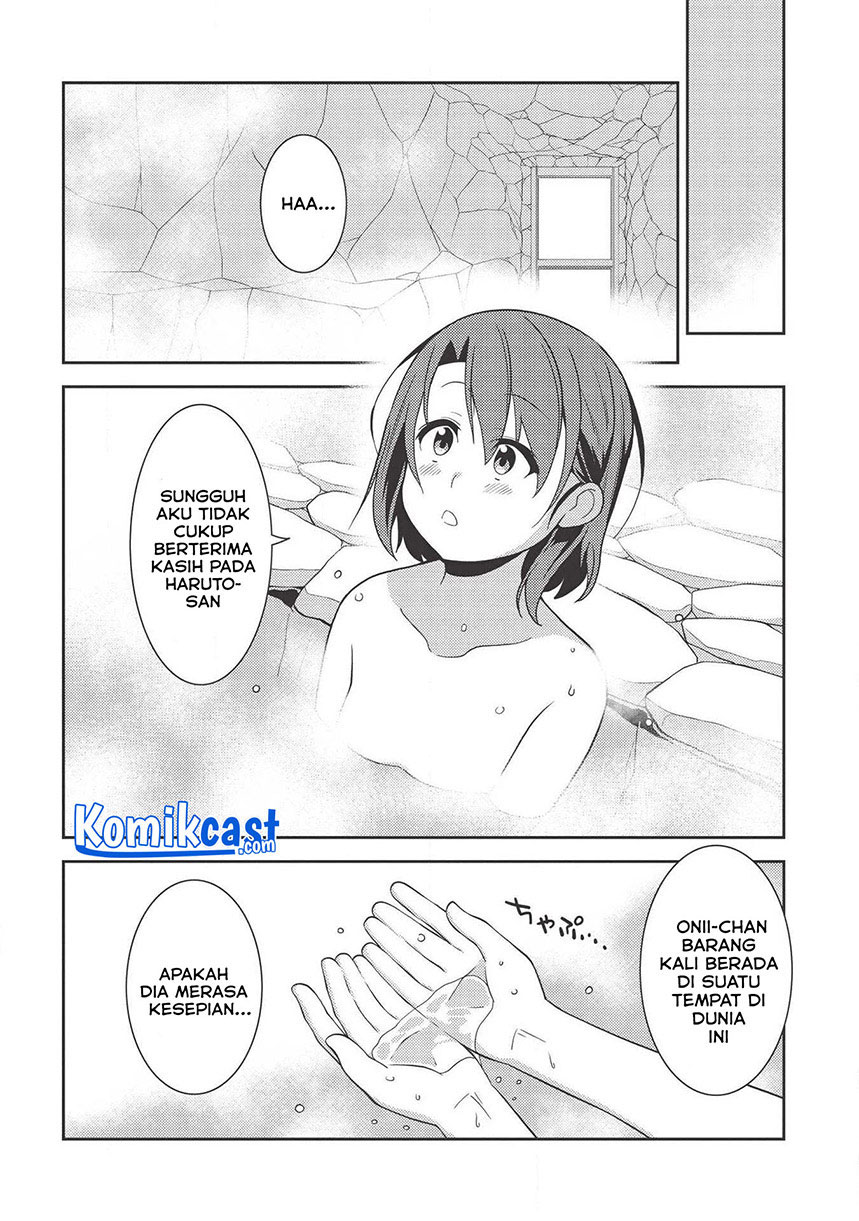 HAA...
SUNGGUH
AKU TIDAK
CUKUP
BERTERIMA
KASIH PADA
HARUTO-
SAN
Komikcast
.com
ONII-CHAN
BARANG
KALI BERADA
DI SUATU
TEMPAT DI
DUNIA
INI
ちゃぷ...
APAKAH
DIA MERASA
KESEPIAN...